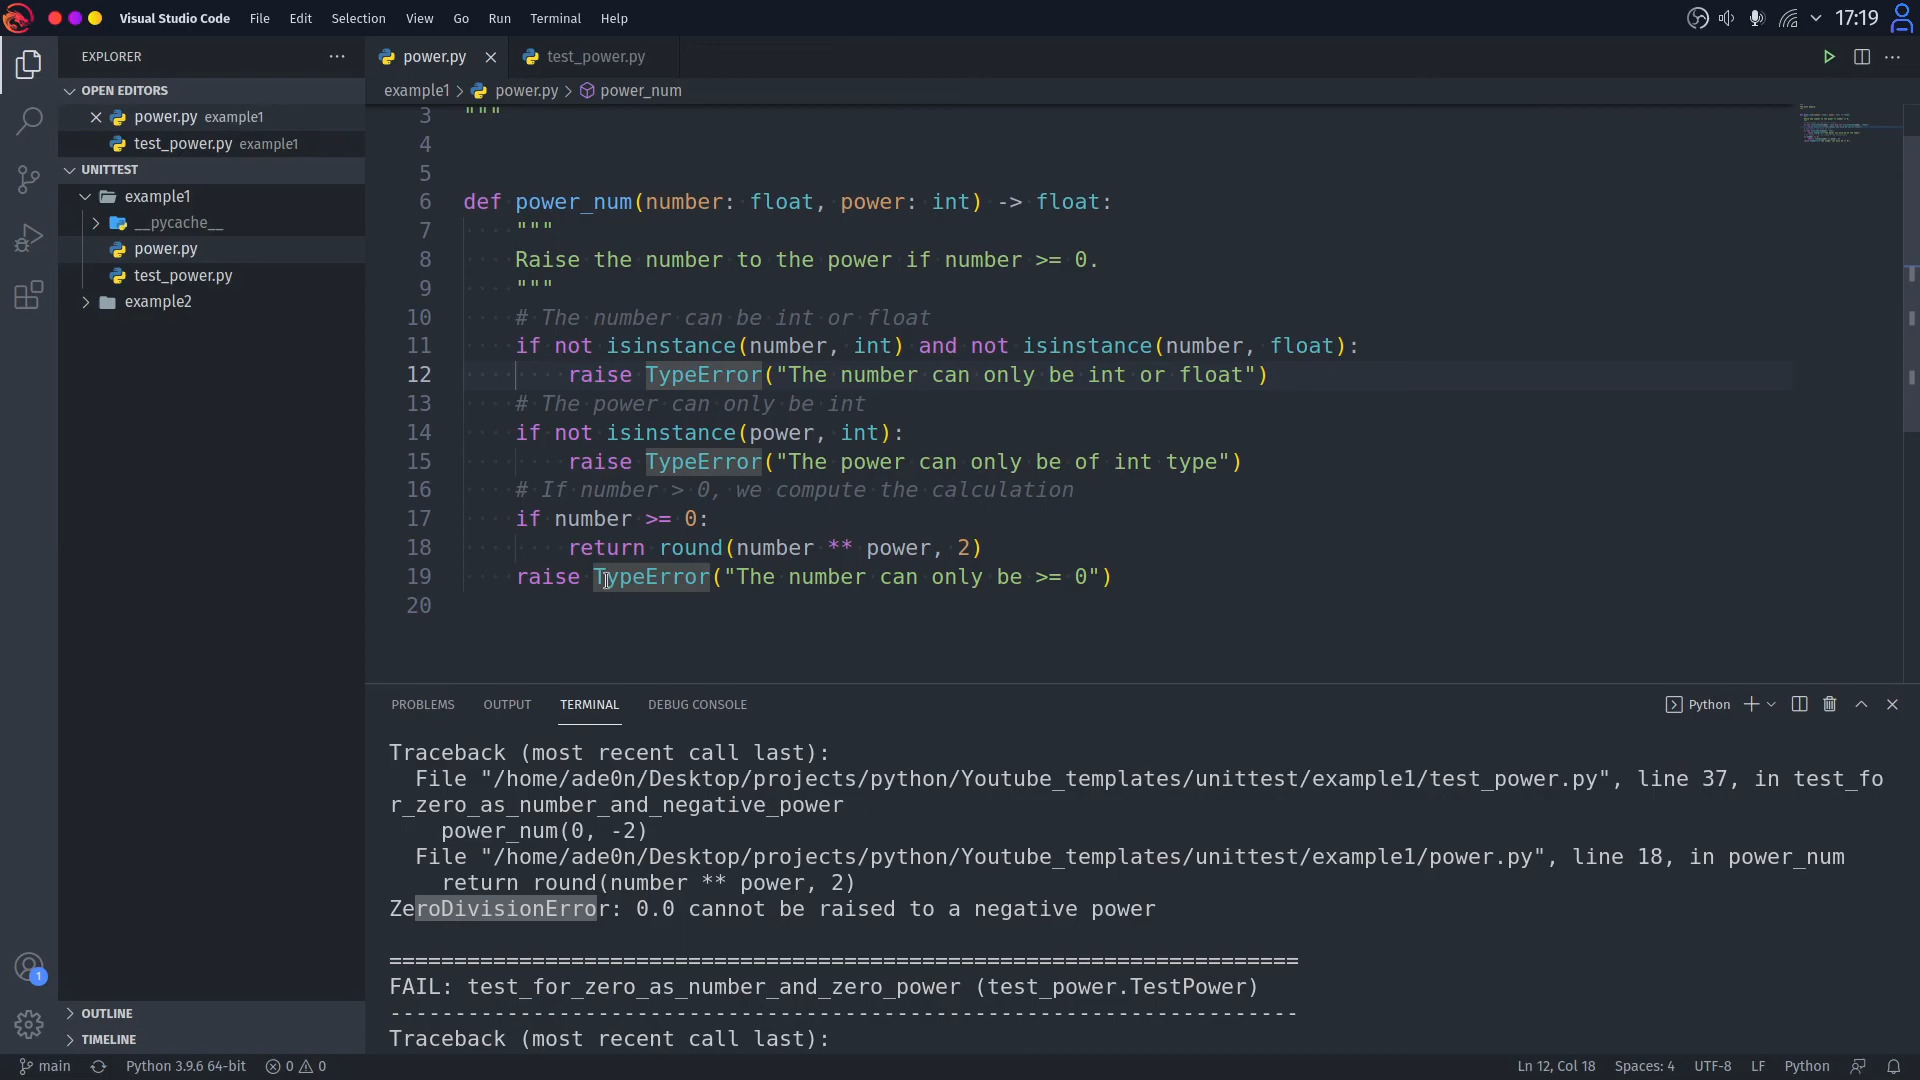 Visual Studio Code File Edit Selection View Go Run Terminal Help 17:19
EXPLORER
OPEN EDITORS
power.py example1
test_power.py example1
UNITTEST
example1
__pycache__
power.py
test_power.py
example2
OUTLINE
TIMELINE
power.py test_power.py
example1 > power.py > power_num
3 """
4
5
6 def power_num(number: float, power: int) -> float:
7 """
8 Raise the number to the power if number >= 0.
9 """
10 # The number can be int or float
11 if not isinstance(number, int) and not isinstance(number, float):
12 raise TypeError("The number can only be int or float")
13 # The power can only be int
14 if not isinstance(power, int):
15 raise TypeError("The power can only be of int type")
16 # If number > 0, we compute the calculation
17 if number >= 0:
18 return round(number ** power, 2)
19 raise TypeError("The number can only be >= 0")
20
PROBLEMS OUTPUT TERMINAL DEBUG CONSOLE Python
Traceback (most recent call last):
File "/home/ade0n/Desktop/projects/python/Youtube_templates/unittest/example1/test_power.py", line 37, in test_fo
r_zero_as_number_and_negative_power
power_num(0, -2)
File "/home/ade0n/Desktop/projects/python/Youtube_templates/unittest/example1/power.py", line 18, in power_num
return round(number ** power, 2)
ZeroDivisionError: 0.0 cannot be raised to a negative power
======================================================================
FAIL: test_for_zero_as_number_and_zero_power (test_power.TestPower)
----------------------------------------------------------------------
Traceback (most recent call last):
1
main Python 3.9.6 64-bit 0 0 Ln 12, Col 18 Spaces: 4 UTF-8 LF Python